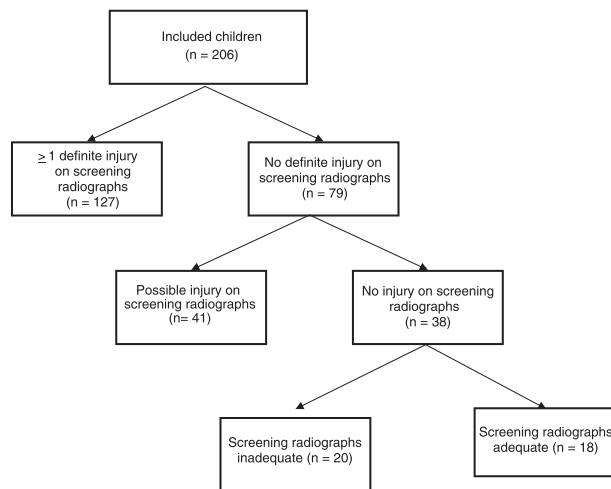 Included children
(n = 206)
≥ 1 definite injury
on screening
radiographs
(n = 127)
No definite injury on
screening radiographs
(n = 79)
Possible injury on
screening radiographs
(n= 41)
No injury on screening
radiographs
(n = 38)
Screening radiographs
inadequate (n = 20)
Screening radiographs
adequate (n = 18)